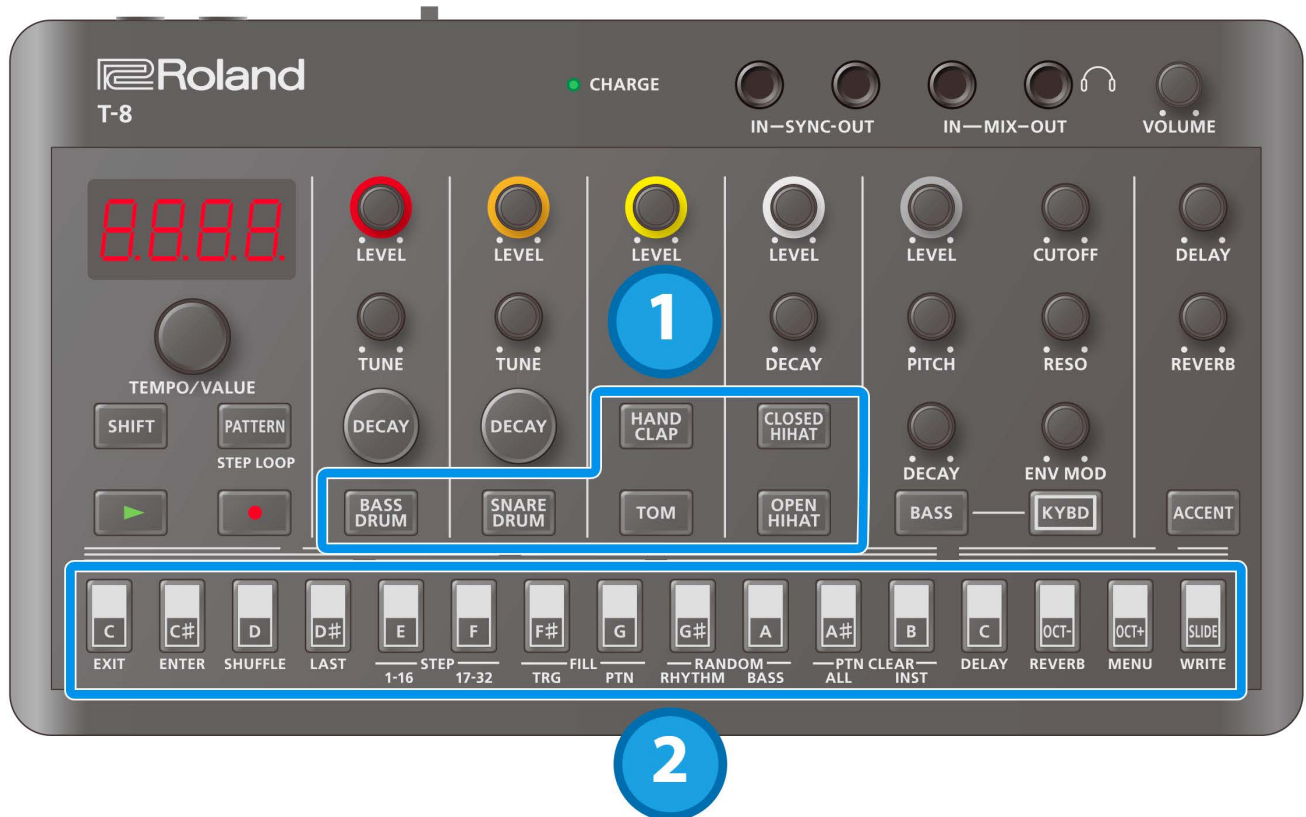 Roland
T-8
CHARGE
IN–SYNC-OUT IN–MIX–OUT VOLUME
8.8.8.8.
LEVEL LEVEL LEVEL LEVEL LEVEL CUTOFF DELAY
1
TUNE TUNE DECAY PITCH RESO REVERB
TEMPO/VALUE
SHIFT PATTERN DECAY DECAY HAND CLAP CLOSED HIHAT
STEP LOOP DECAY ENV MOD
BASS DRUM SNARE DRUM TOM OPEN HIHAT BASS KYBD ACCENT
C C# D D# E F F# G G# A A# B C OCT- OCT+ SLIDE
EXIT ENTER SHUFFLE LAST STEP FILL RANDOM PTN CLEAR DELAY REVERB MENU WRITE
1-16 17-32 TRG PTN RHYTHM BASS ALL INST
2